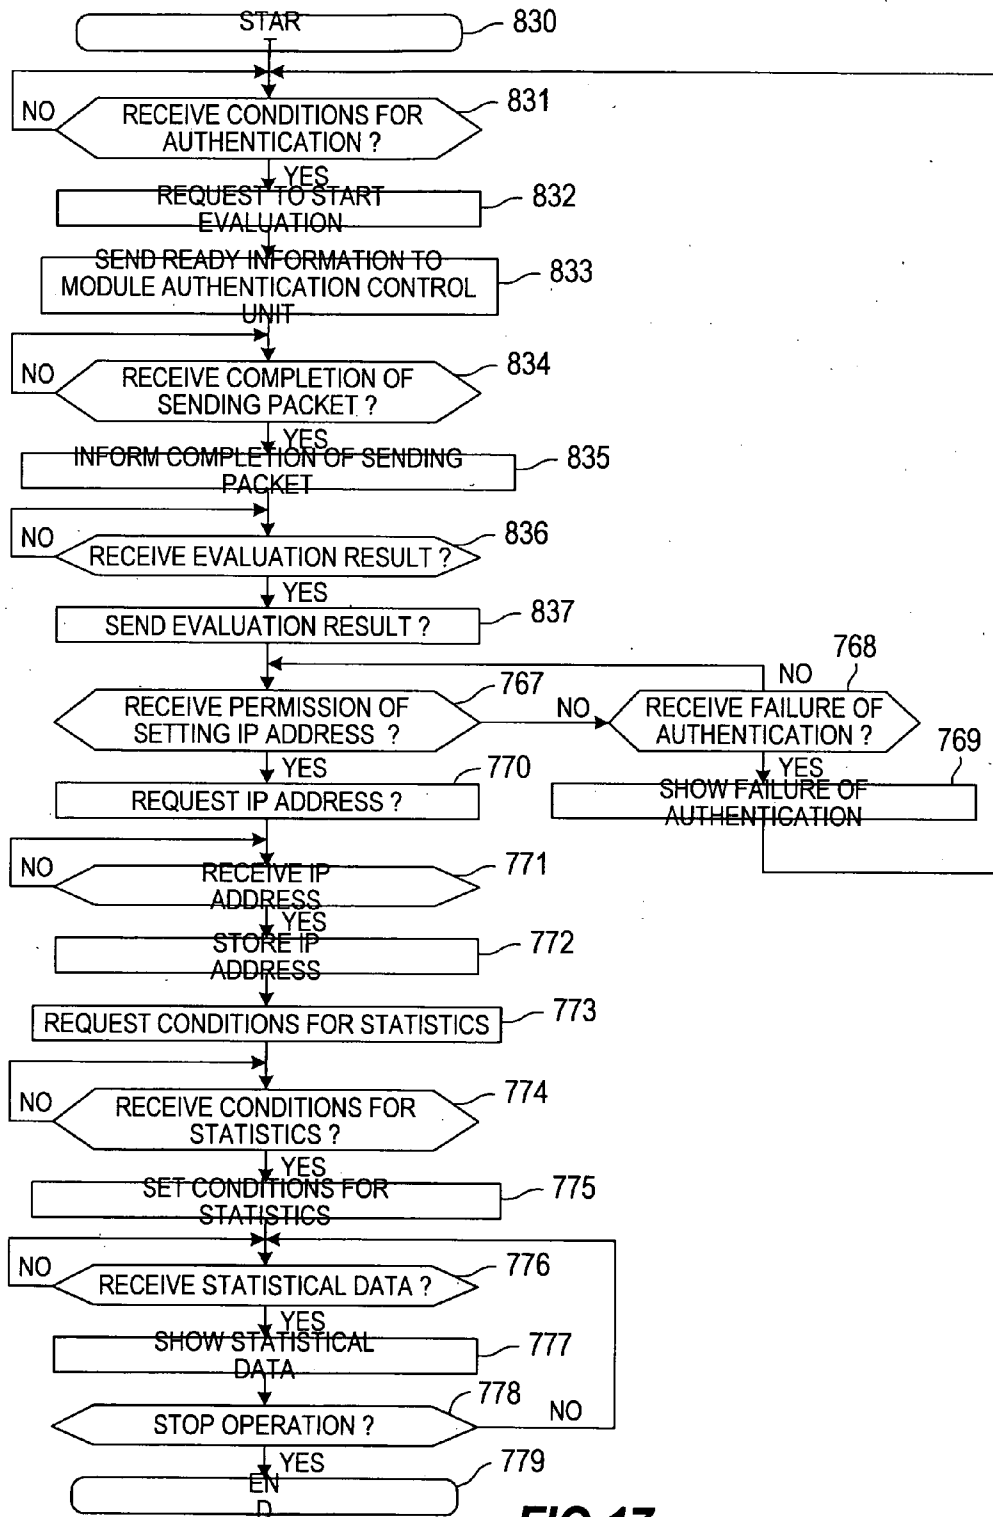 STAR
T
830
NO
RECEIVE CONDITIONS FOR
AUTHENTICATION ?
831
YES
REQUEST TO START
EVALUATION
832
SEND READY INFORMATION TO
MODULE AUTHENTICATION CONTROL
UNIT
833
NO
RECEIVE COMPLETION OF
SENDING PACKET ?
834
YES
INFORM COMPLETION OF SENDING
PACKET
835
NO
RECEIVE EVALUATION RESULT ?
836
YES
SEND EVALUATION RESULT ?
837
RECEIVE PERMISSION OF
SETTING IP ADDRESS ?
767
NO
YES
NO
768
RECEIVE FAILURE OF
AUTHENTICATION ?
YES
769
SHOW FAILURE OF
AUTHENTICATION
770
REQUEST IP ADDRESS ?
NO
RECEIVE IP
ADDRESS
771
YES
STORE IP
ADDRESS
772
REQUEST CONDITIONS FOR STATISTICS
773
NO
RECEIVE CONDITIONS FOR
STATISTICS ?
774
YES
SET CONDITIONS FOR
STATISTICS
775
NO
RECEIVE STATISTICAL DATA ?
776
YES
SHOW STATISTICAL
DATA
777
STOP OPERATION ?
778
NO
YES
EN
D
779